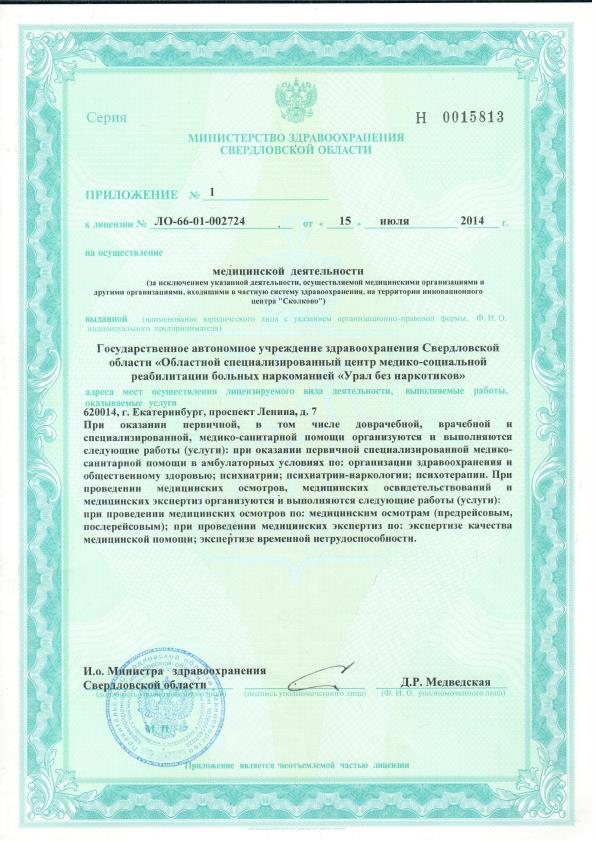 Серия
Н 0015813
МИНИСТЕРСТВО ЗДРАВООХРАНЕНИЯ
СВЕРДЛОВСКОЙ ОБЛАСТИ
ПРИЛОЖЕНИЕ № 1
к лицензии № ЛО-66-01-002724 от « 15 » июля 2014 г.
на осуществление
медицинской деятельности
(за исключением указанной деятельности, осуществляемой медицинскими организациями и
другими организациями, входящими в частную систему здравоохранения, на территории инновационного
центра "Сколково")
выданной (наименование юридического лица с указанием организационно-правовой формы, Ф. И. О.
индивидуального предпринимателя)
Государственное автономное учреждение здравоохранения Свердловской
области «Областной специализированный центр медико-социальной
реабилитации больных наркоманией «Урал без наркотиков»
адреса мест осуществления лицензируемого вида деятельности, выполняемые работы,
оказываемые услуги
620014, г. Екатеринбург, проспект Ленина, д. 7
При оказании первичной, в том числе доврачебной, врачебной и
специализированной, медико-санитарной помощи организуются и выполняются
следующие работы (услуги): при оказании первичной специализированной медико-
санитарной помощи в амбулаторных условиях по: организации здравоохранения и
общественному здоровью; психиатрии; психиатрии-наркологии; психотерапии. При
проведении медицинских осмотров, медицинских освидетельствований и
медицинских экспертиз организуются и выполняются следующие работы (услуги):
при проведении медицинских осмотров по: медицинским осмотрам (предрейсовым,
послерейсовым); при проведении медицинских экспертиз по: экспертизе качества
медицинской помощи; экспертизе временной нетрудоспособности.
И.о. Министра здравоохранения
Свердловской области
Д.Р. Медведская
(должность уполномоченного лица) (подпись уполномоченного лица) (Ф. И. О. уполномоченного лица)
М. П.
Приложение является неотъемлемой частью лицензии